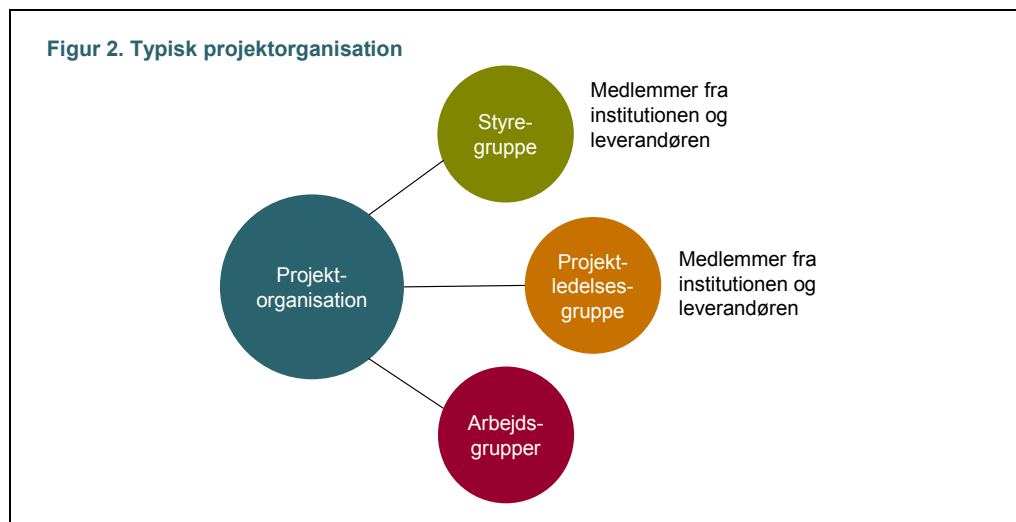 Figur 2. Typisk projektorganisation
Styre-
gruppe
Medlemmer fra
institutionen og
leverandøren
Projekt-
organisation
Projekt-
ledelses-
gruppe
Medlemmer fra
institutionen og
leverandøren
Arbejds-
grupper